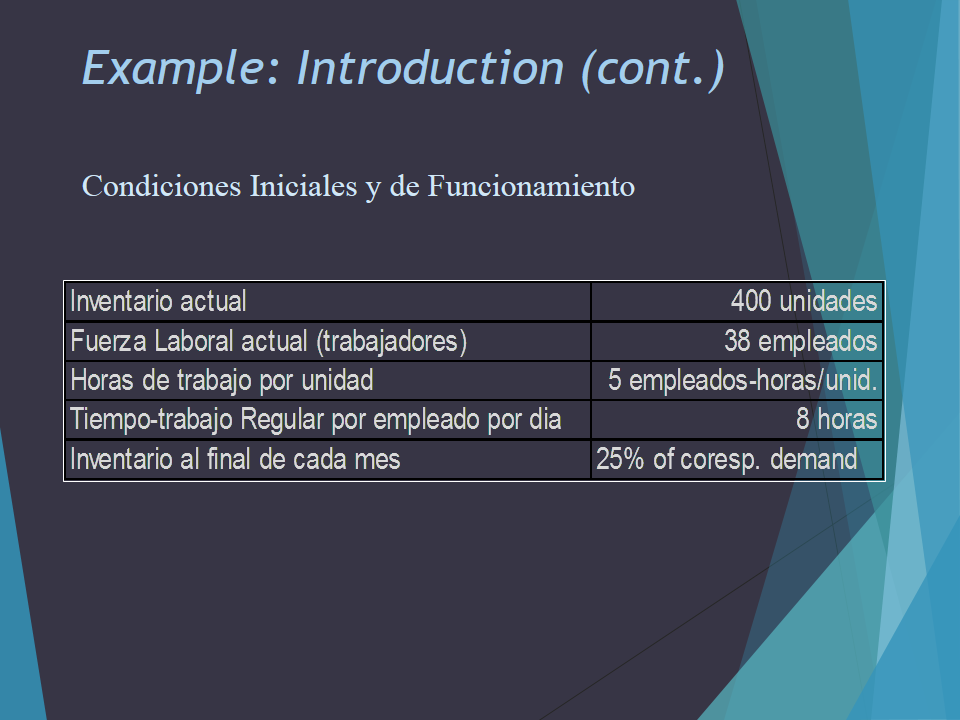 Example: Introduction (cont.)
Condiciones Iniciales y de Funcionamiento
Inventario actual 400 unidades
Fuerza Laboral actual (trabajadores) 38 empleados
Horas de trabajo por unidad 5 empleados-horas/unid.
Tiempo-trabajo Regular por empleado por dia 8 horas
Inventario al final de cada mes 25% of coresp. demand